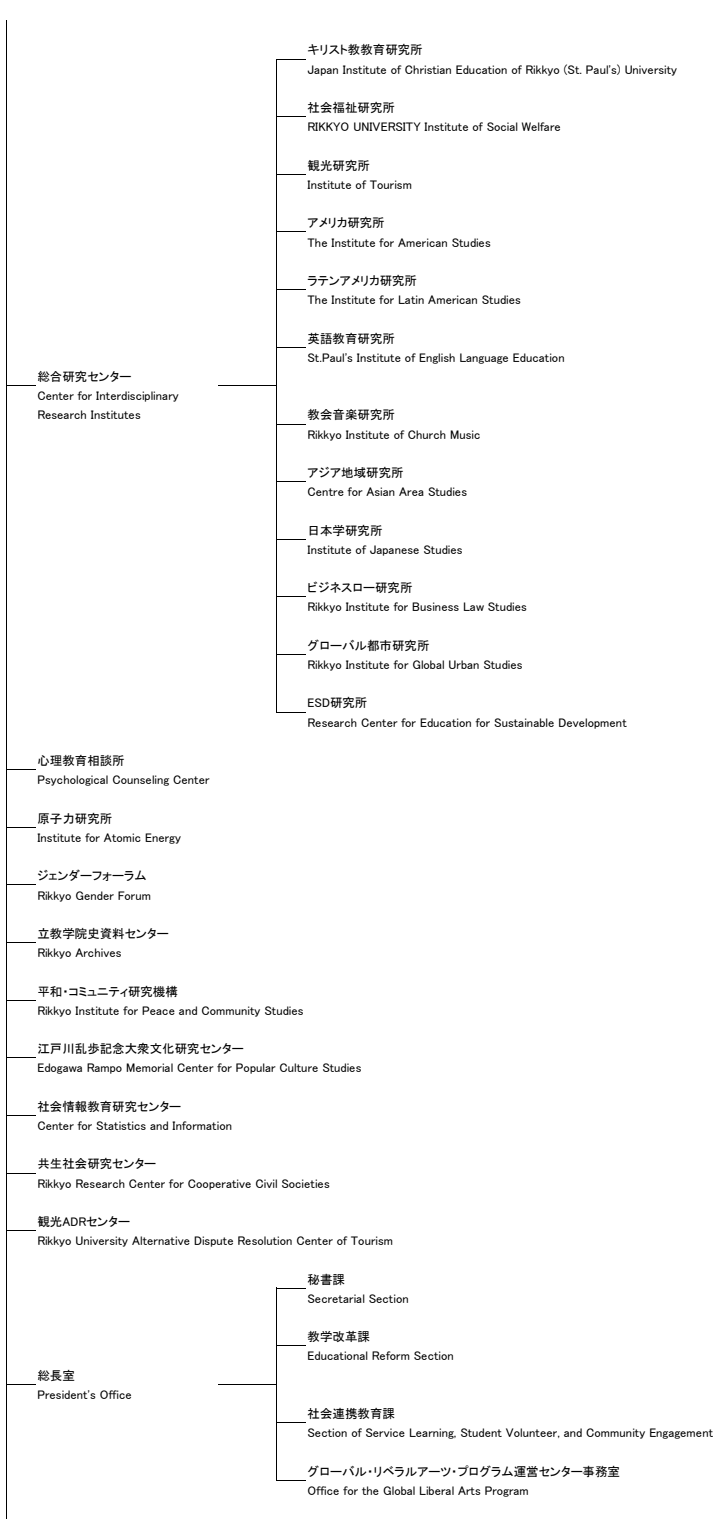 キリスト教教育研究所
Japan Institute of Christian Education of Rikkyo (St. Paul's) University
社会福祉研究所
RIKKYO UNIVERSITY Institute of Social Welfare
観光研究所
Institute of Tourism
アメリカ研究所
The Institute for American Studies
ラテンアメリカ研究所
The Institute for Latin American Studies
英語教育研究所
St.Paul's Institute of English Language Education
総合研究センター
Center for Interdisciplinary
Research Institutes
教会音楽研究所
Rikkyo Institute of Church Music
アジア地域研究所
Centre for Asian Area Studies
日本学研究所
Institute of Japanese Studies
ビジネスロー研究所
Rikkyo Institute for Business Law Studies
グローバル都市研究所
Rikkyo Institute for Global Urban Studies
ESD研究所
Research Center for Education for Sustainable Development
心理教育相談所
Psychological Counseling Center
原子力研究所
Institute for Atomic Energy
ジェンダーフォーラム
Rikkyo Gender Forum
立教学院史資料センター
Rikkyo Archives
平和・コミュニティ研究機構
Rikkyo Institute for Peace and Community Studies
江戸川乱歩記念大衆文化研究センター
Edogawa Rampo Memorial Center for Popular Culture Studies
社会情報教育研究センター
Center for Statistics and Information
共生社会研究センター
Rikkyo Research Center for Cooperative Civil Societies
観光ADRセンター
Rikkyo University Alternative Dispute Resolution Center of Tourism
秘書課
Secretarial Section
教学改革課
Educational Reform Section
総長室
President's Office
社会連携教育課
Section of Service Learning, Student Volunteer, and Community Engagement
グローバル・リベラルアーツ・プログラム運営センター事務室
Office for the Global Liberal Arts Program